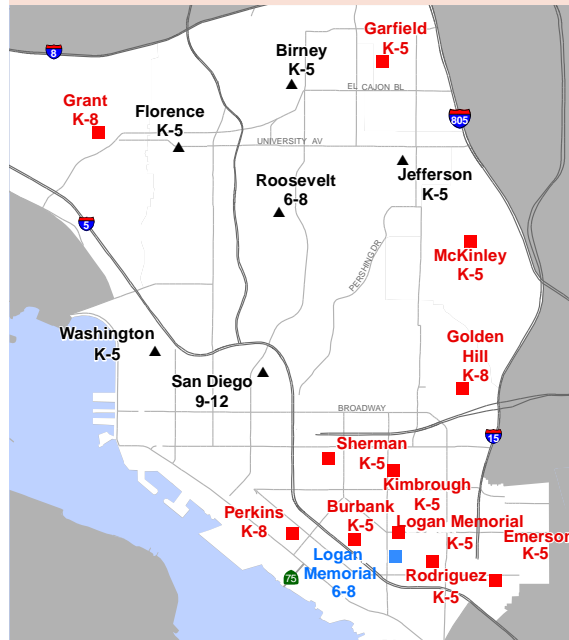 Garfield
K-5
Birney
K-5
8
EL CAJON BL
Grant
K-8
Florence
K-5
805
UNIVERSITY AV
Jefferson
K-5
Roosevelt
6-8
5
PERSHING DR
McKinley
K-5
Washington
K-5
Golden
Hill
K-8
San Diego
9-12
BROADWAY
15
Sherman
K-5
Kimbrough
K-5
Perkins
K-8
Burbank
K-5
Logan Memorial
K-5
Emerson
K-5
Logan
Memorial
6-8
Rodriguez
K-5
75